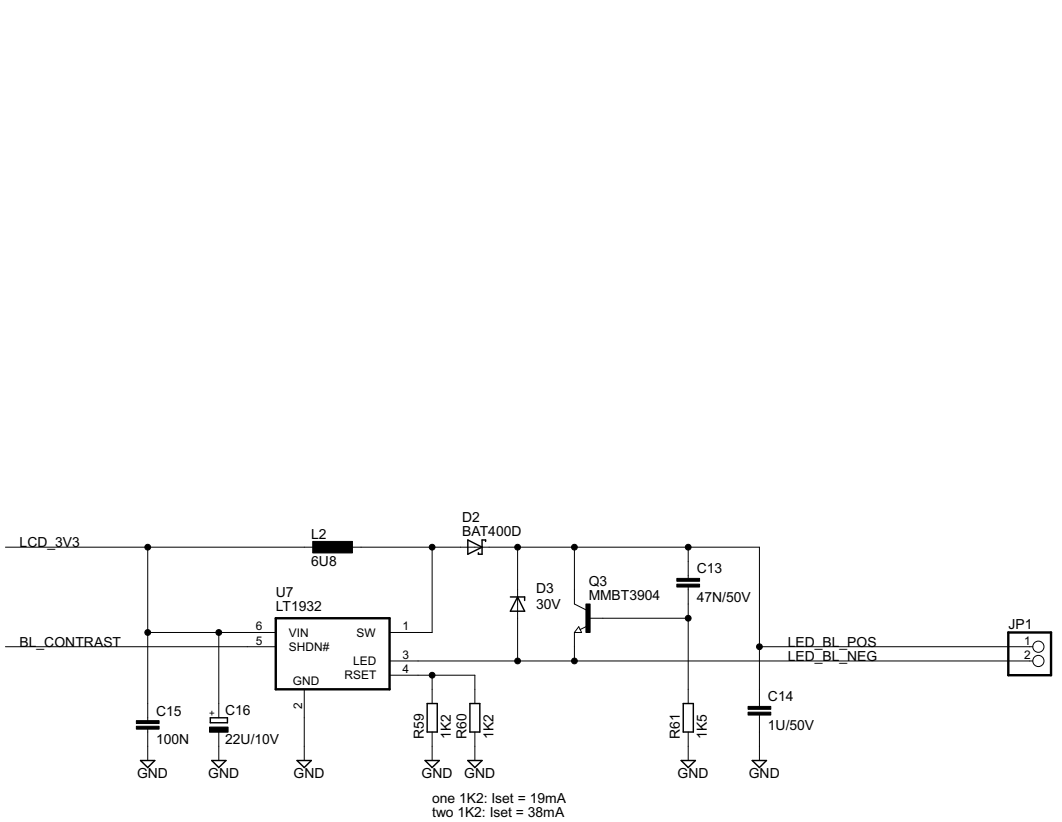 D2
BAT400D
LCD_3V3
L2
6U8
C13
47N/50V
D3
30V
Q3
MMBT3904
U7
LT1932
JP1
6
VIN
SW
1
BL_CONTRAST
5
SHDN#
LED
3
RSET
4
GND
2
LED_BL_POS
1
LED_BL_NEG
2
C15
100N
+
C16
22U/10V
R59
1K2
R60
1K2
R61
1K5
C14
1U/50V
GND
GND
GND
GND
GND
GND
GND
one 1K2: Iset = 19mA
two 1K2: Iset = 38mA